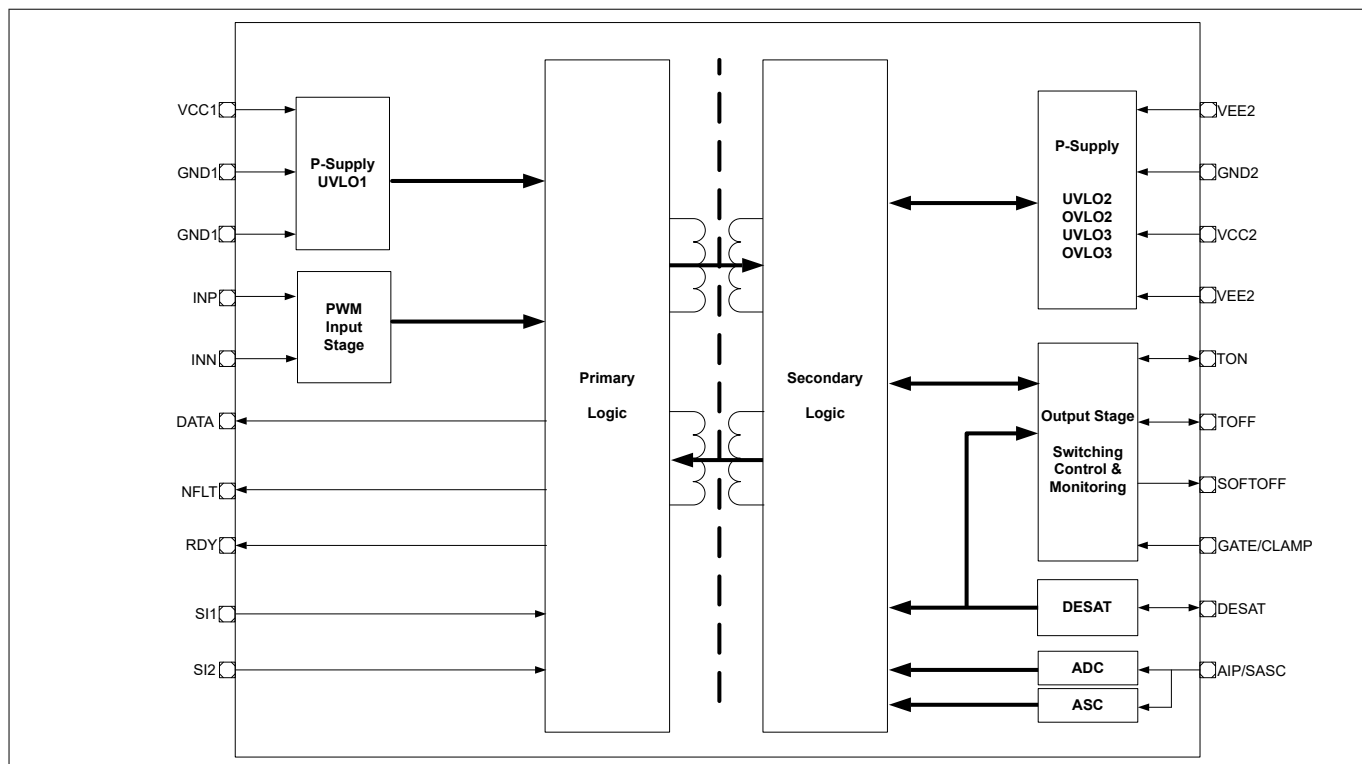 VCC1
GND1
GND1
INP
INN
DATA
NFLT
RDY
SI1
SI2
P-Supply
UVLO1
PWM
Input
Stage
Primary
Logic
Secondary
Logic
P-Supply
UVLO2
OVLO2
UVLO3
OVLO3
Output Stage
Switching
Control &
Monitoring
DESAT
ADC
ASC
VEE2
GND2
VCC2
VEE2
TON
TOFF
SOFTOFF
GATE/CLAMP
DESAT
AIP/SASC